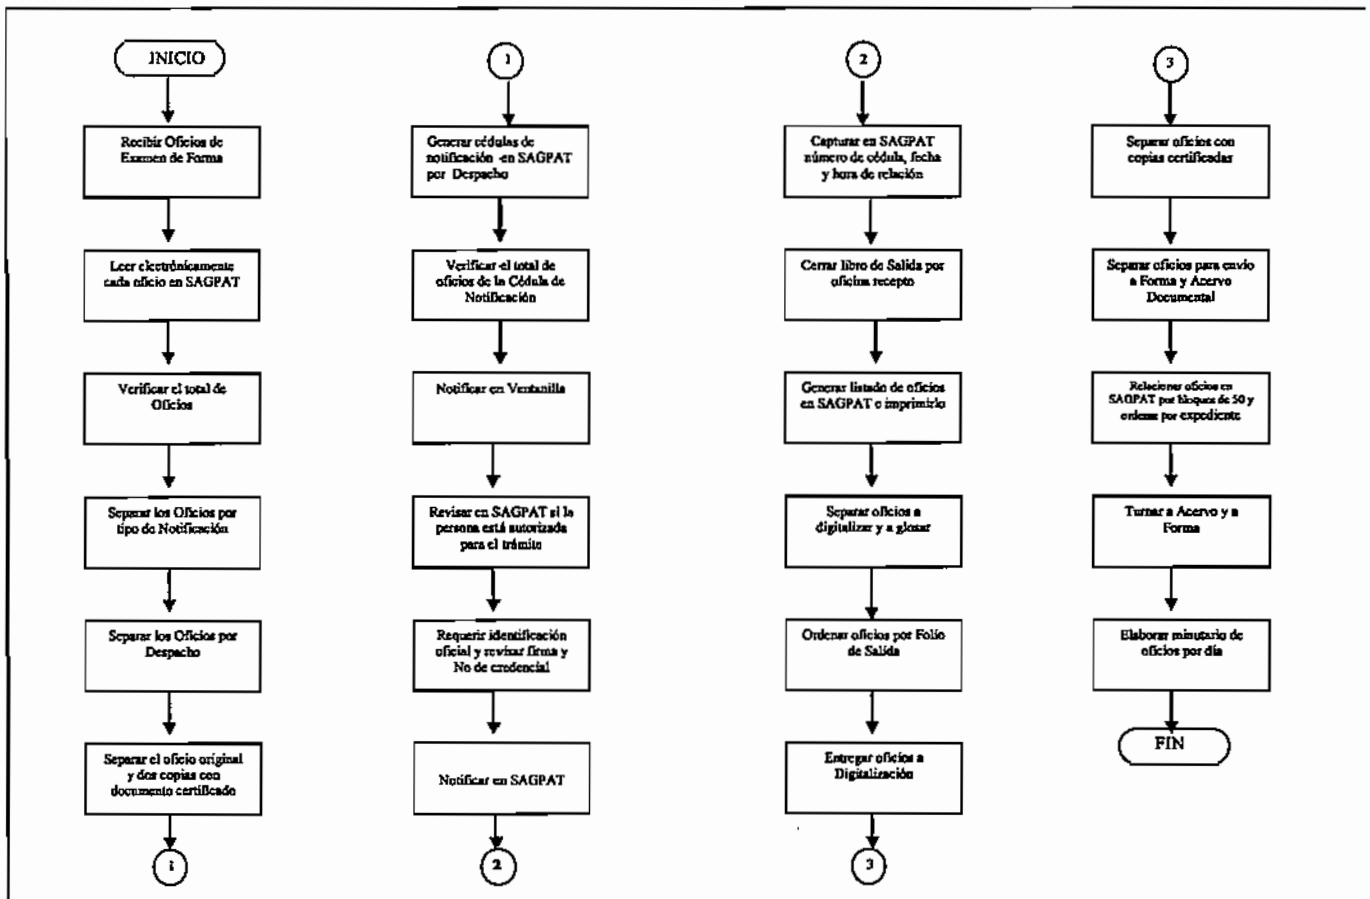 INICIO
Recibir Oficios de
Examen de Forma
Leer electrónicamente
cada oficio en SAGPAT
Verificar el total de
Oficios
Separar los Oficios por
tipo de Notificación
Separar los Oficios por
Despacho
Separar el oficio original
y dos copias con
documento certificado
1
1
Generar cédulas de
notificación en SAGPAT
por Despacho
Verificar el total de
oficios de la Cédula de
Notificación
Notificar en Ventanilla
Revisar en SAGPAT si la
persona está autorizada
para el trámite
Requerir identificación
oficial y revisar firma y
No de credencial
Notificar en SAGPAT
2
2
Capturar en SAGPAT
número de cédula, fecha
y hora de relación
Cerrar libro de Salida por
oficina recepto
Generar listado de oficios
en SAGPAT e imprimirlo
Separar oficios a
digitalizar y a glosar
Ordenar oficios por Folio
de Salida
Entregar oficios a
Digitalización
3
3
Separar oficios con
copias certificadas
Separar oficios para envío
a Forma y Acervo
Documental
Relacionar oficios en
SAGPAT por bloques de 50 y
ordenar por expediente
Turnar a Acervo y a
Forma
Elaborar minutario de
oficios por día
FIN